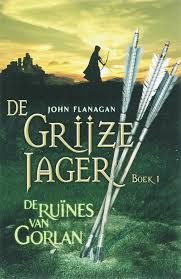 DE
JOHN FLANAGAN
GRIJZE
JAGER
BOEK 1
DE RUÏNES
VAN
GORLAN